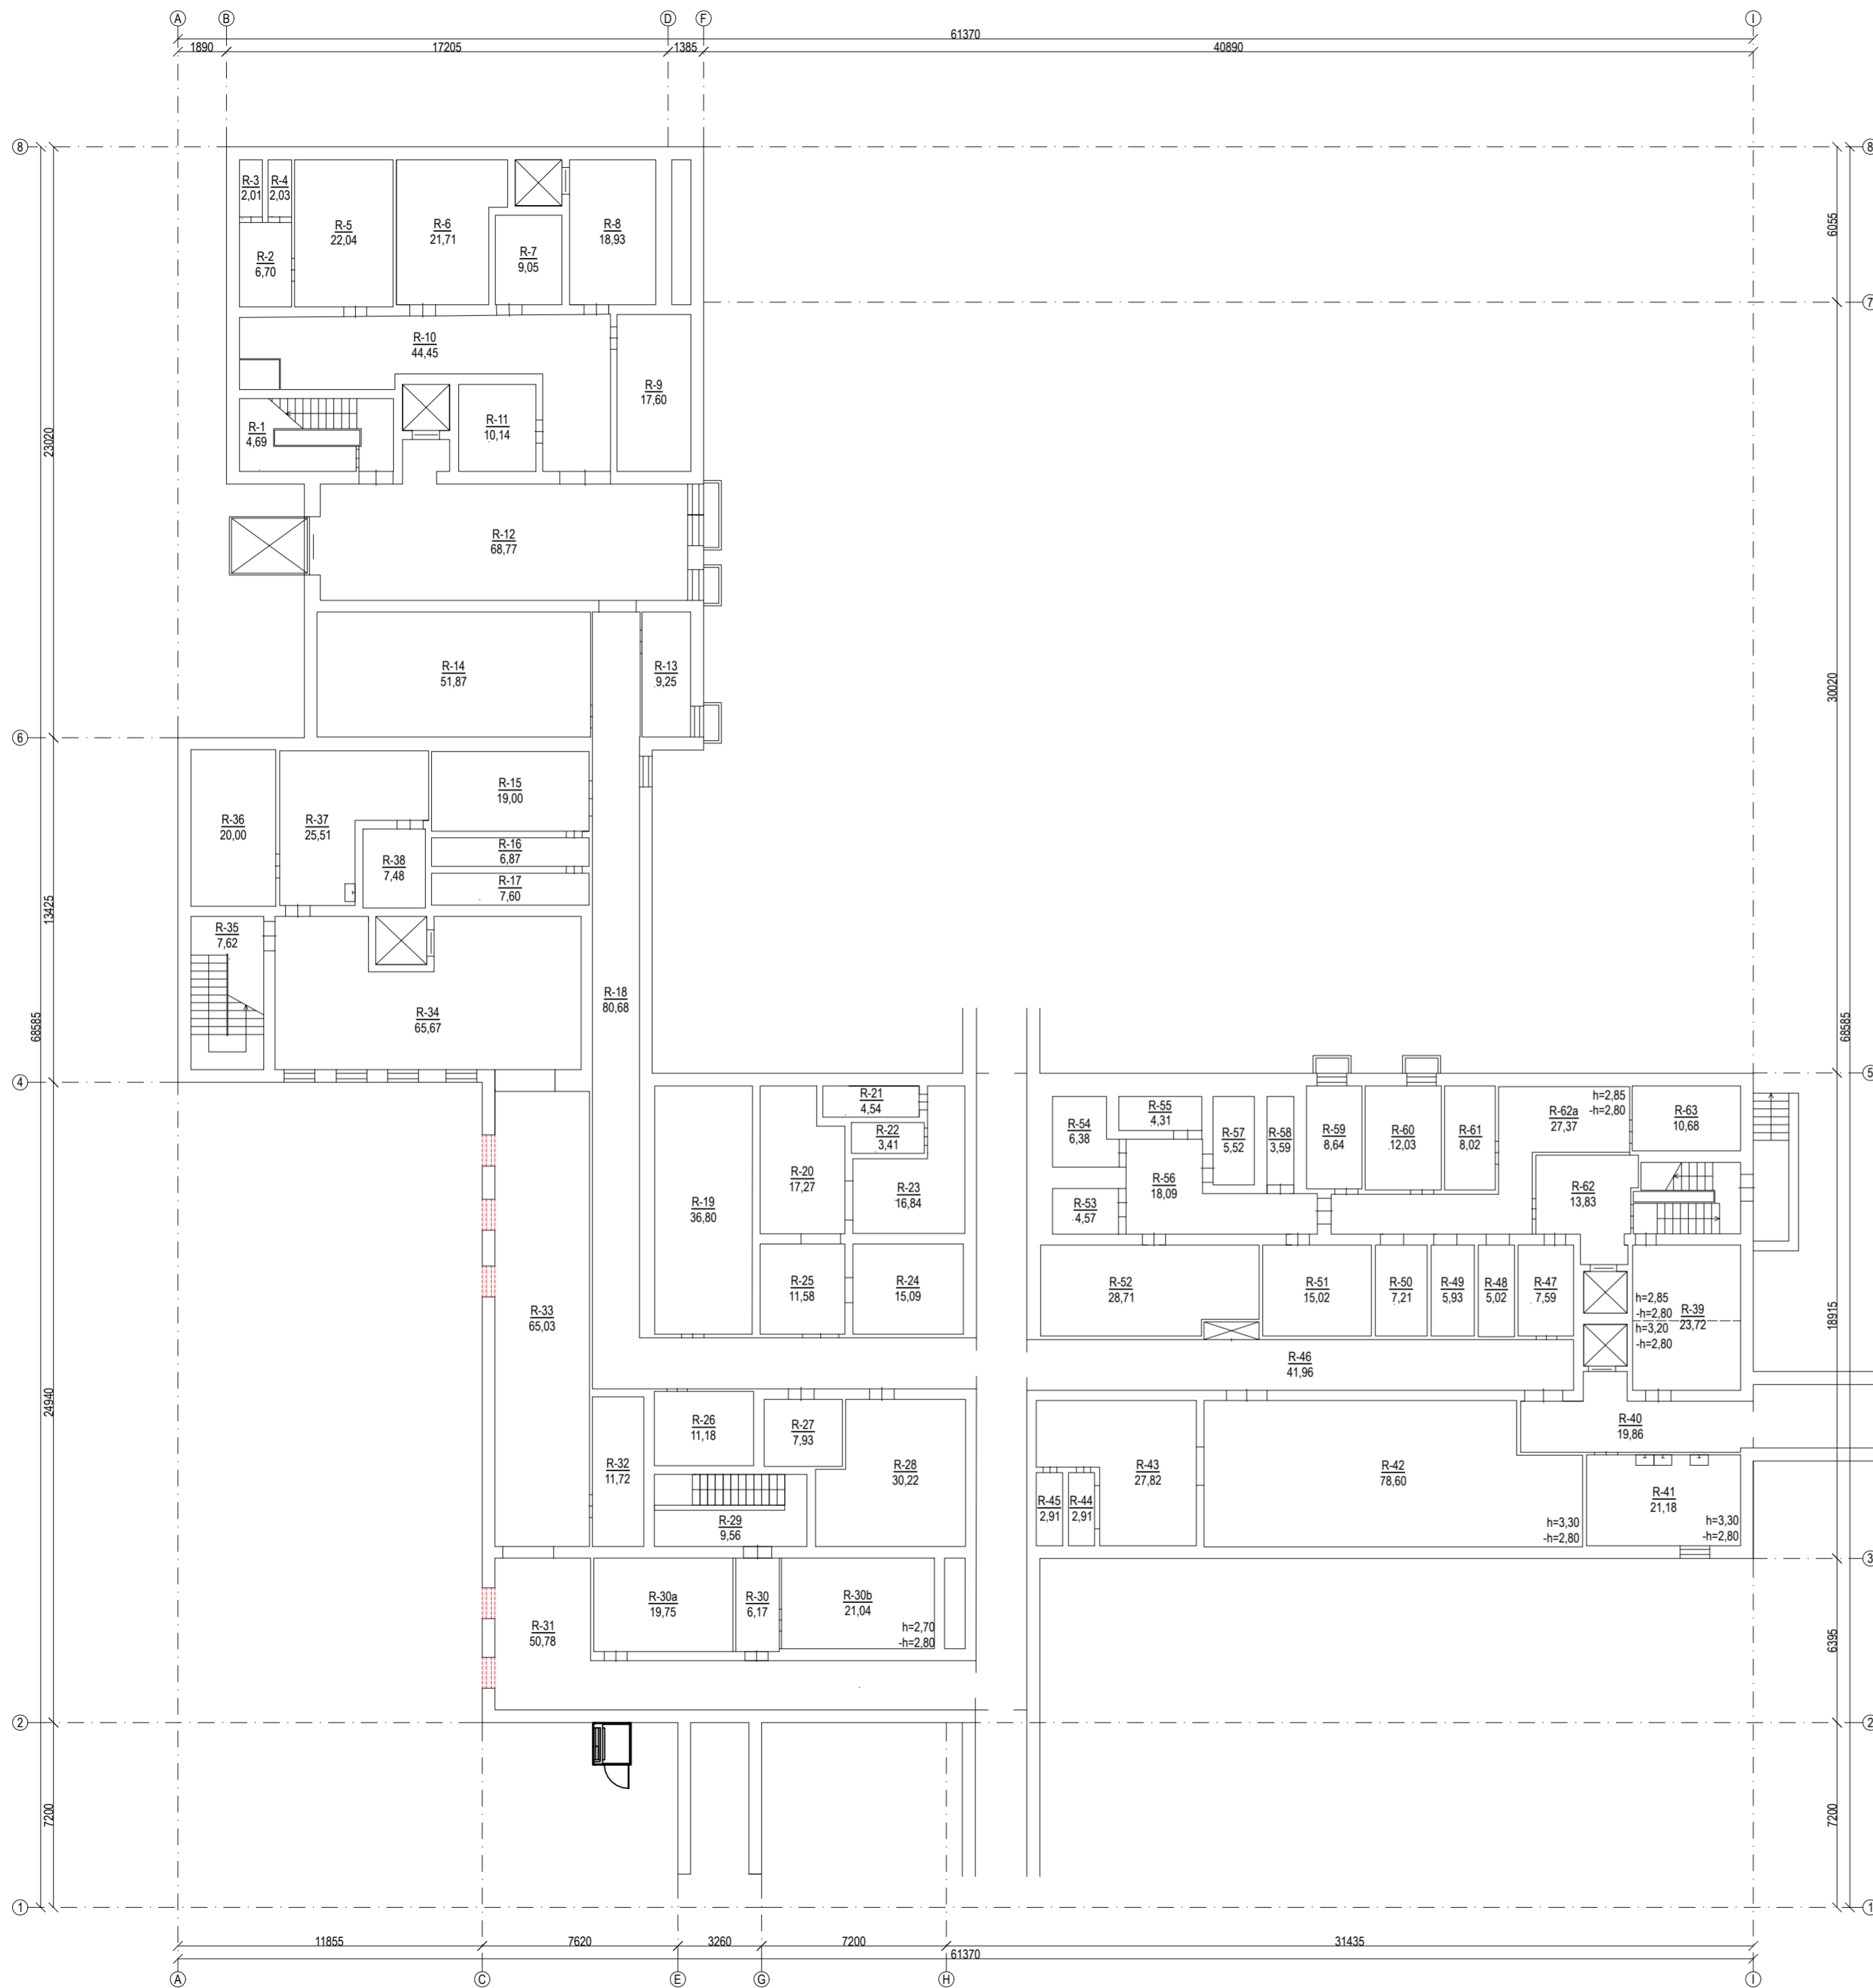 A
B
D
F
I
61370
1890
17205
1385
40890
8
8
R-3
2,01
R-4
2,03
R-5
22,04
R-6
21,71
R-8
18,93
R-7
9,05
R-2
6,70
6055
7
R-10
44,45
R-9
17,60
R-1
4,69
R-11
10,14
23020
R-12
68,77
R-14
51,87
R-13
9,25
30020
6
R-15
19,00
R-36
20,00
R-37
25,51
R-16
6,87
R-38
7,48
R-17
7,60
13425
R-35
7,62
R-18
80,68
R-34
65,67
68585
68585
4
5
R-21
4,54
R-22
3,41
R-20
17,27
R-23
16,84
R-19
36,80
R-54
6,38
R-55
4,31
R-57
5,52
R-58
3,59
R-59
8,64
R-60
12,03
R-61
8,02
h=2,85
-h=2,80
R-62a
27,37
R-63
10,68
R-56
18,09
R-62
13,83
R-53
4,57
R-25
11,58
R-24
15,09
R-52
28,71
R-51
15,02
R-50
7,21
R-49
5,93
R-48
5,02
R-47
7,59
h=2,85
-h=2,80
R-39
23,72
h=3,20
-h=2,80
18915
R-33
65,03
R-46
41,96
24940
R-26
11,18
R-27
7,93
R-40
19,86
R-32
11,72
R-28
30,22
R-43
27,82
R-42
78,60
R-45
2,91
R-44
2,91
R-41
21,18
R-29
9,56
h=3,30
-h=2,80
h=3,30
-h=2,80
3
R-30a
19,75
R-30
6,17
R-30b
21,04
R-31
50,78
h=2,70
-h=2,80
6395
2
2
7200
7200
1
1
11855
7620
3260
7200
31435
61370
A
C
E
G
H
I